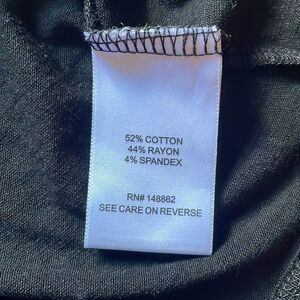 52% COTTON
44% RAYON
4% SPANDEX
RN# 148862
SEE CARE ON REVERSE